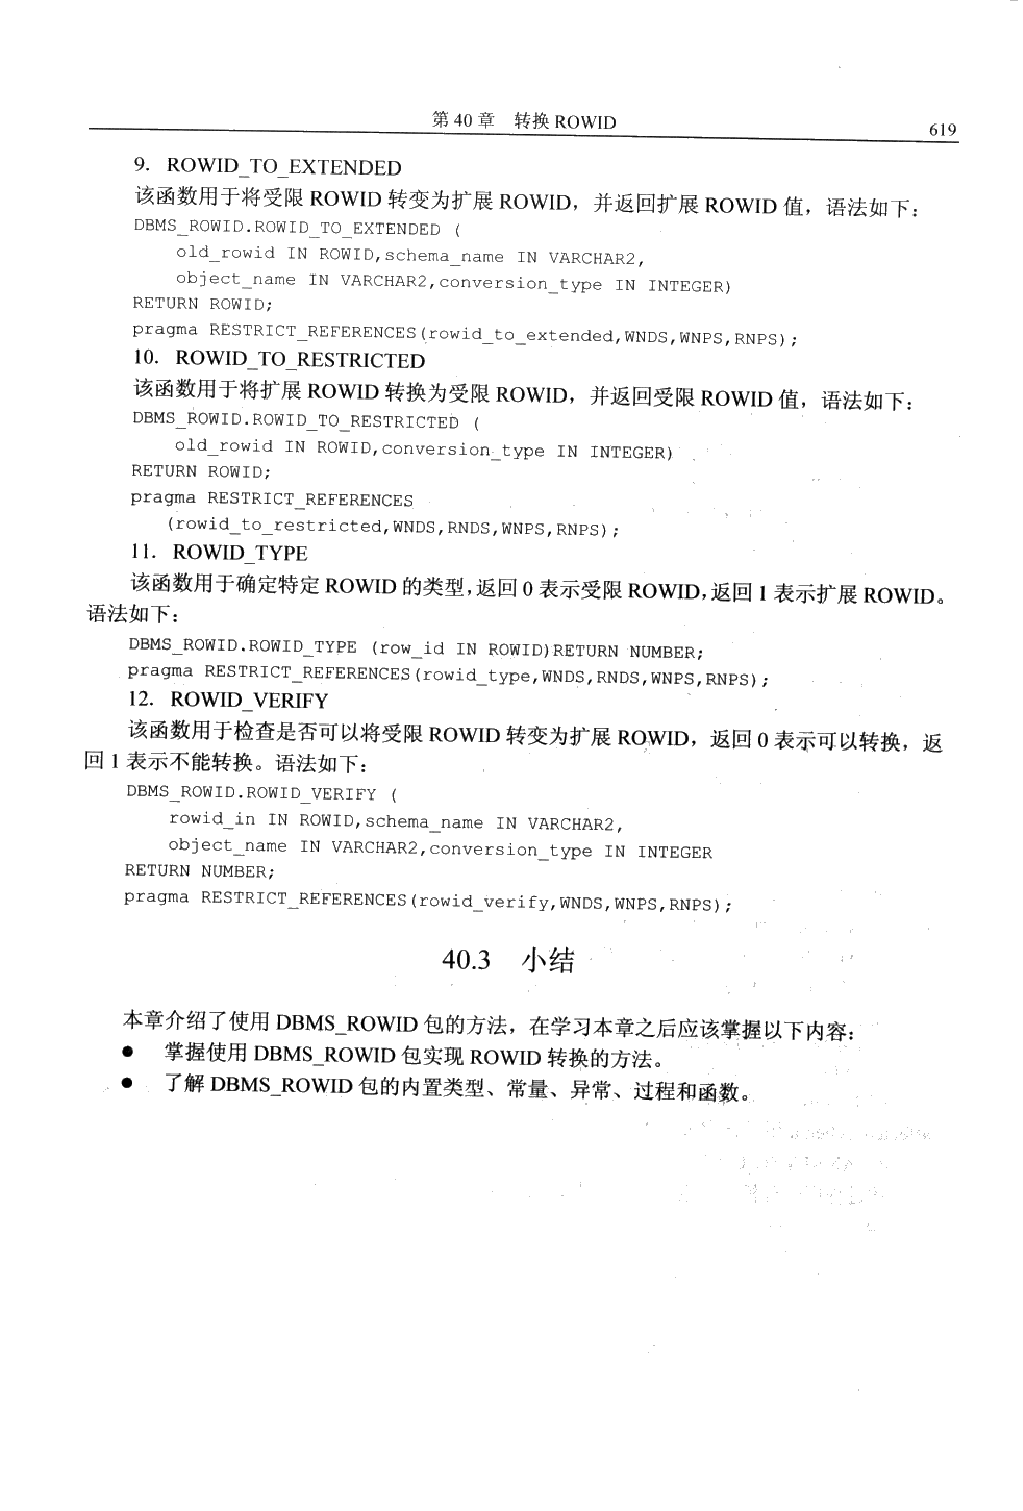 第 40 章　转换 ROWID
619
9．ROWID_TO_EXTENDED
该函数用于将受限 ROWID 转变为扩展 ROWID，并返回扩展 ROWID 值，语法如下：
DBMS_ROWID.ROWID_TO_EXTENDED (
old_rowid IN ROWID,schema_name IN VARCHAR2,
object_name IN VARCHAR2,conversion_type IN INTEGER)
RETURN ROWID;
pragma RESTRICT_REFERENCES(rowid_to_extended,WNDS,WNPS,RNPS);
10．ROWID_TO_RESTRICTED
该函数用于将扩展 ROWID 转换为受限 ROWID，并返回受限 ROWID 值，语法如下：
DBMS_ROWID.ROWID_TO_RESTRICTED (
old_rowid IN ROWID,conversion_type IN INTEGER)
RETURN ROWID;
pragma RESTRICT_REFERENCES
(rowid_to_restricted,WNDS,RNDS,WNPS,RNPS);
11．ROWID_TYPE
该函数用于确定特定 ROWID 的类型，返回 0 表示受限 ROWID，返回 1 表示扩展 ROWID。
语法如下：
DBMS_ROWID.ROWID_TYPE (row_id IN ROWID)RETURN NUMBER;
pragma RESTRICT_REFERENCES(rowid_type,WNDS,RNDS,WNPS,RNPS);
12．ROWID_VERIFY
该函数用于检查是否可以将受限 ROWID 转变为扩展 ROWID，返回 0 表示可以转换，返
回 1 表示不能转换。语法如下：
DBMS_ROWID.ROWID_VERIFY (
rowid_in IN ROWID,schema_name IN VARCHAR2,
object_name IN VARCHAR2,conversion_type IN INTEGER
RETURN NUMBER;
pragma RESTRICT_REFERENCES(rowid_verify,WNDS,WNPS,RNPS);
40.3　小结
本章介绍了使用 DBMS_ROWID 包的方法，在学习本章之后应该掌握以下内容：
● 掌握使用 DBMS_ROWID 包实现 ROWID 转换的方法。
● 了解 DBMS_ROWID 包的内置类型、常量、异常、过程和函数。